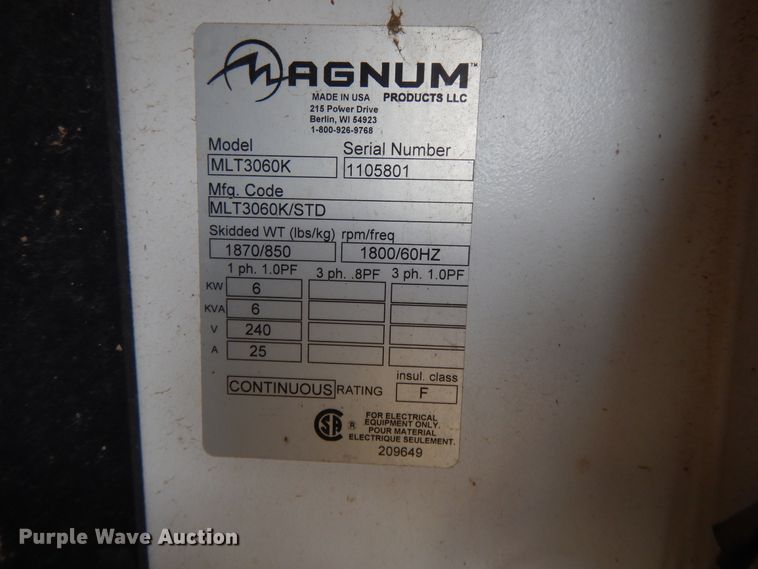 MAGNUM™
MADE IN USA PRODUCTS LLC
215 Power Drive
Berlin, WI 54923
1-800-926-9768
Model Serial Number
MLT3060K 1105801
Mfg. Code
MLT3060K/STD
Skidded WT (lbs/kg) rpm/freq
1870/850 1800/60HZ
1 ph. 1.0PF 3 ph. .8PF 3 ph. 1.0PF
KW 6
KVA 6
V 240
A 25
insul. class
CONTINUOUS RATING F
SA ®
FOR ELECTRICAL
EQUIPMENT ONLY.
POUR MATERIAL
ELECTRIQUE SEULEMENT.
209649
Purple Wave Auction